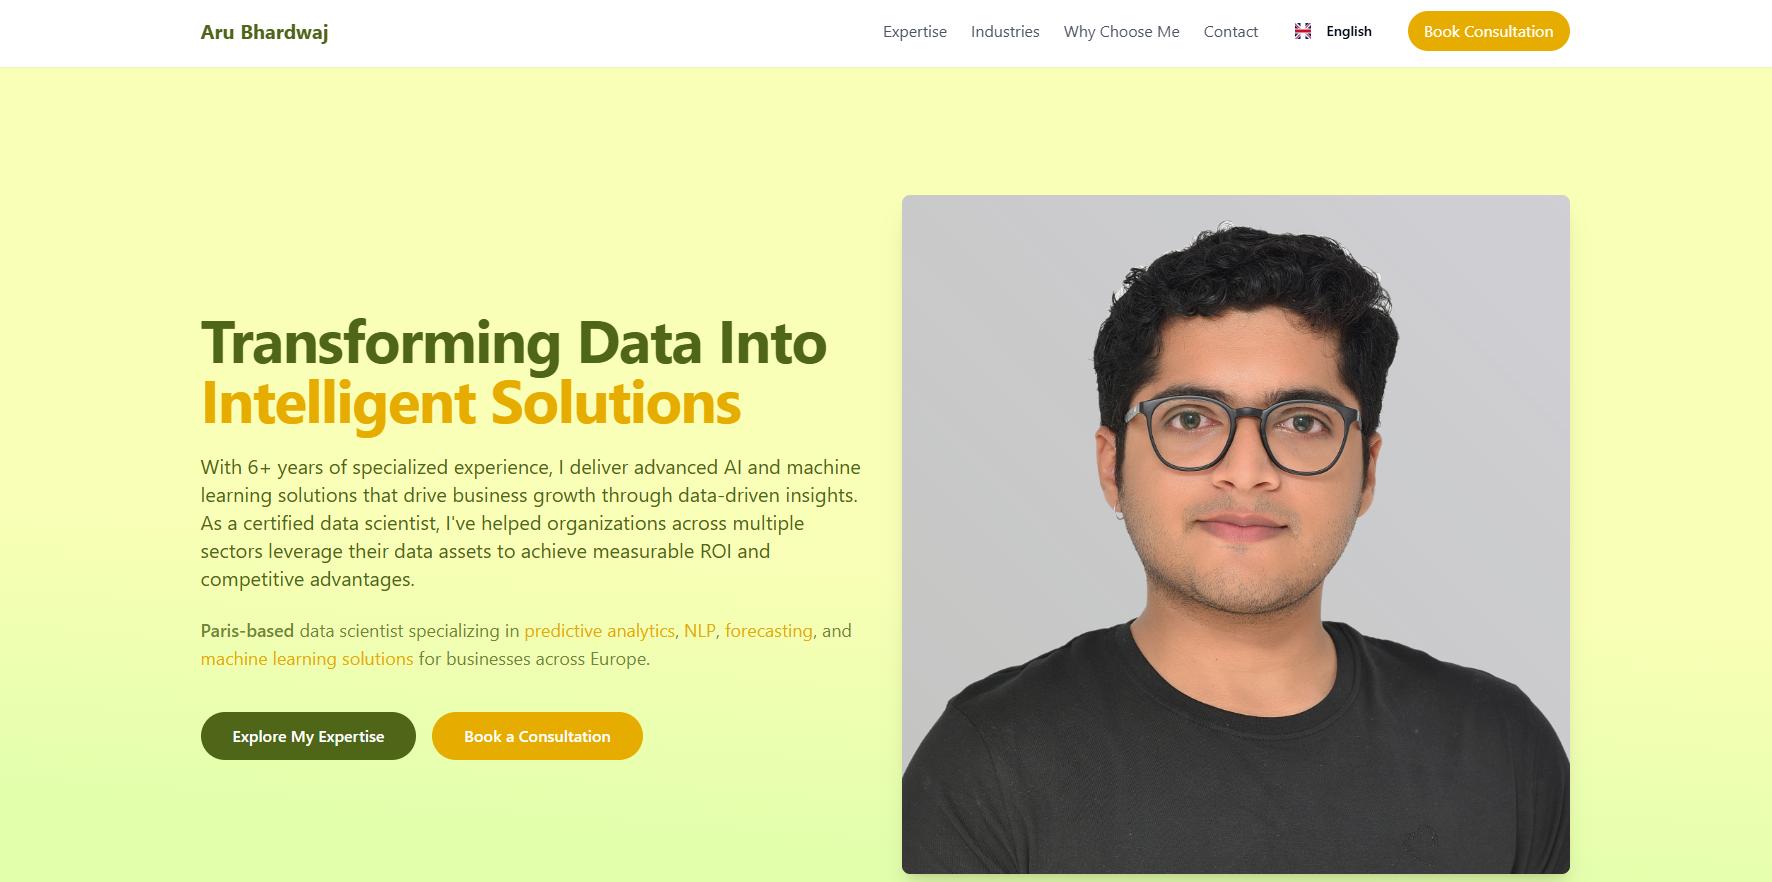 Aru Bhardwaj
Expertise
Industries
Why Choose Me
Contact
English
Book Consultation
Transforming Data Into
Intelligent Solutions
With 6+ years of specialized experience, I deliver advanced AI and machine
learning solutions that drive business growth through data-driven insights.
As a certified data scientist, I've helped organizations across multiple
sectors leverage their data assets to achieve measurable ROI and
competitive advantages.
Paris-based data scientist specializing in predictive analytics, NLP, forecasting, and
machine learning solutions for businesses across Europe.
Explore My Expertise
Book a Consultation